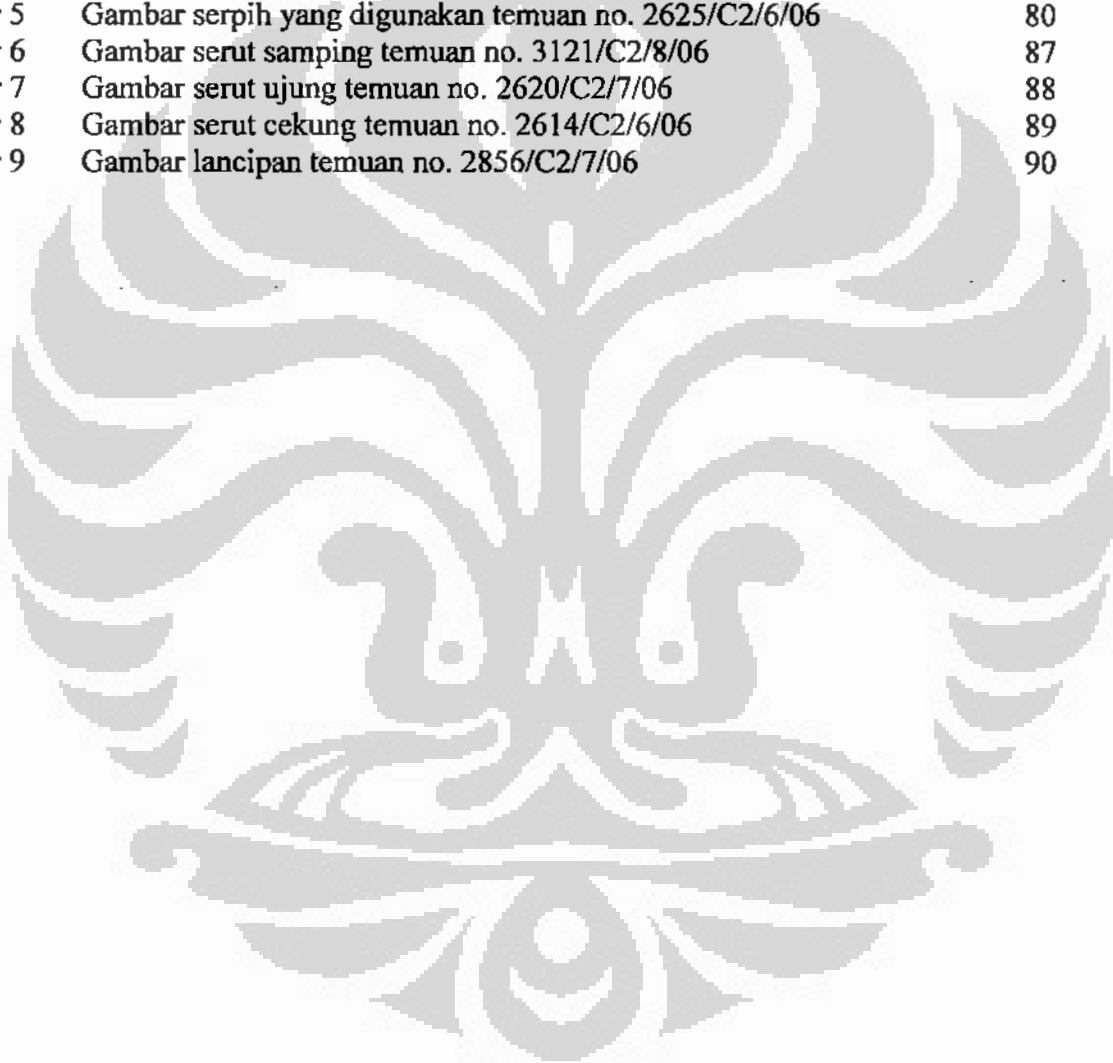 5 Gambar serpih yang digunakan temuan no. 2625/C2/6/06 80
6 Gambar serut samping temuan no. 3121/C2/8/06 87
7 Gambar serut ujung temuan no. 2620/C2/7/06 88
8 Gambar serut cekung temuan no. 2614/C2/6/06 89
9 Gambar lancipan temuan no. 2856/C2/7/06 90